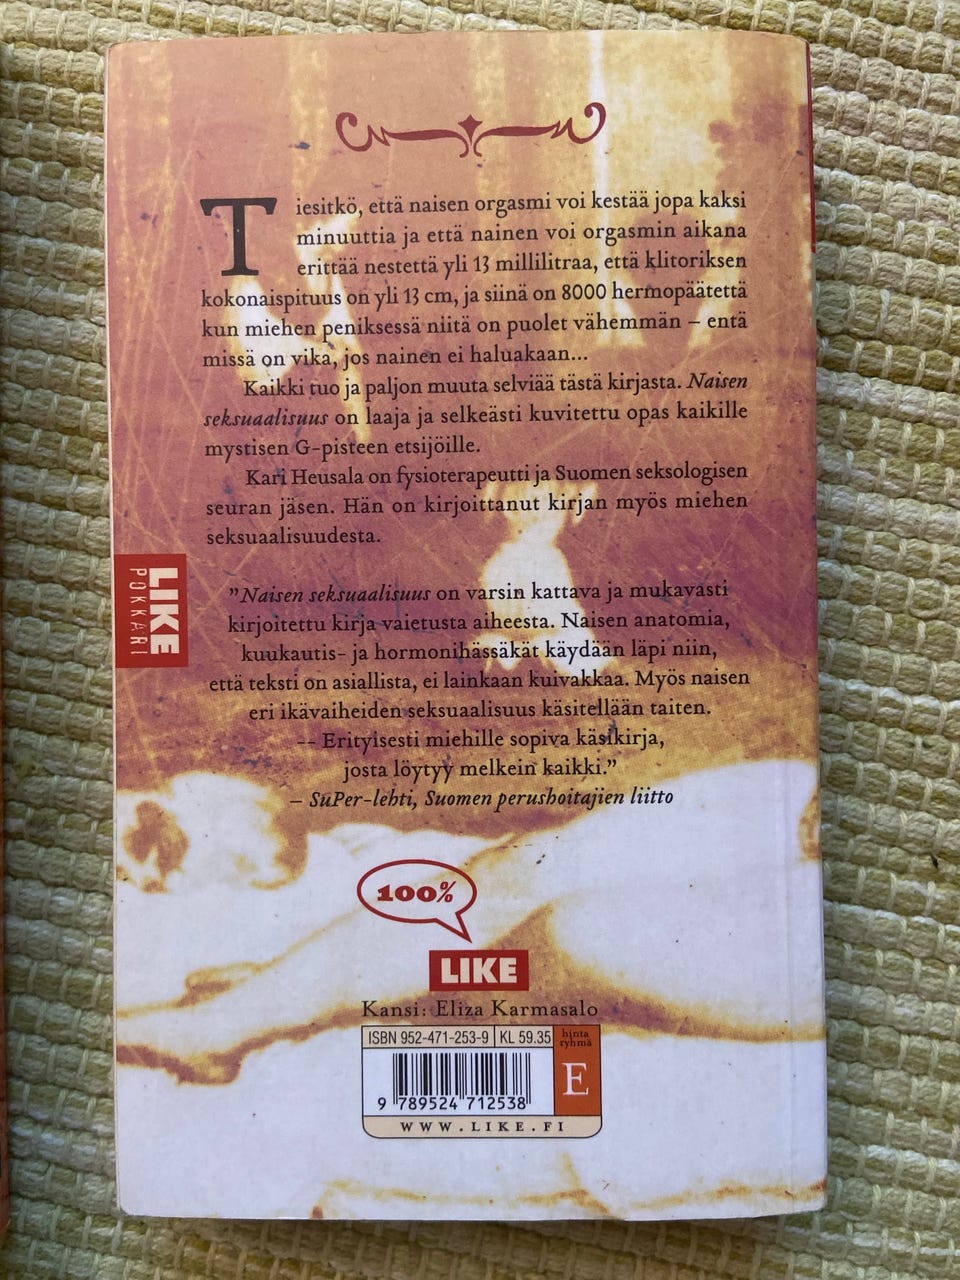 Tiesitkö, että naisen orgasmi voi kestää jopa kaksi
minuuttia ja että nainen voi orgasmin aikana
erittää nestettä yli 13 millilitraa, että klitoriksen
kokonaispituus on yli 13 cm, ja siinä on 8000 hermopäätettä
kun miehen peniksessä niitä on puolet vähemmän – entä
missä on vika, jos nainen ei haluakaan...
Kaikki tuo ja paljon muuta selviää tästä kirjasta. Naisen
seksuaalisuus on laaja ja selkeästi kuvitettu opas kaikille
mystisen G-pisteen etsijöille.
Kari Heusala on fysioterapeutti ja Suomen seksologisen
seuran jäsen. Hän on kirjoittanut kirjan myös miehen
seksuaalisuudesta.
”Naisen seksuaalisuus on varsin kattava ja mukavasti
kirjoitettu kirja vaietusta aiheesta. Naisen anatomia,
kuukautis- ja hormonihässäkät käydään läpi niin,
että teksti on asiallista, ei lainkaan kuivakkaa. Myös naisen
eri ikävaiheiden seksuaalisuus käsitellään taiten.
-- Erityisesti miehille sopiva käsikirja,
josta löytyy melkein kaikki.”
– SuPer-lehti, Suomen perushoitajien liitto
LIKE
POKKARI
100%
LIKE
Kansi: Eliza Karmasalo
ISBN 952-471-253-9 KL 59.35
hinta
ryhmä
E
9 789524 712538
WWW.LIKE.FI